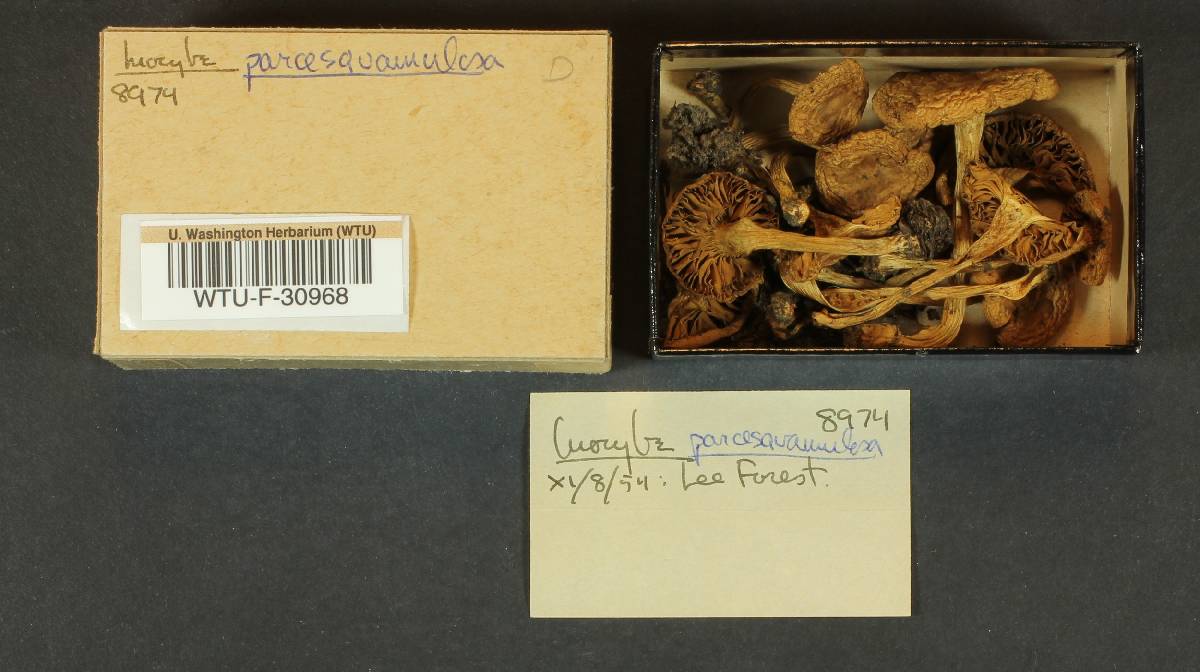 Inocybe parcesquamulosa D
8974
U. Washington Herbarium (WTU)
WTU-F-30968
8974
Inocybe parcesquamulosa
XI/8/54: Lee Forest.